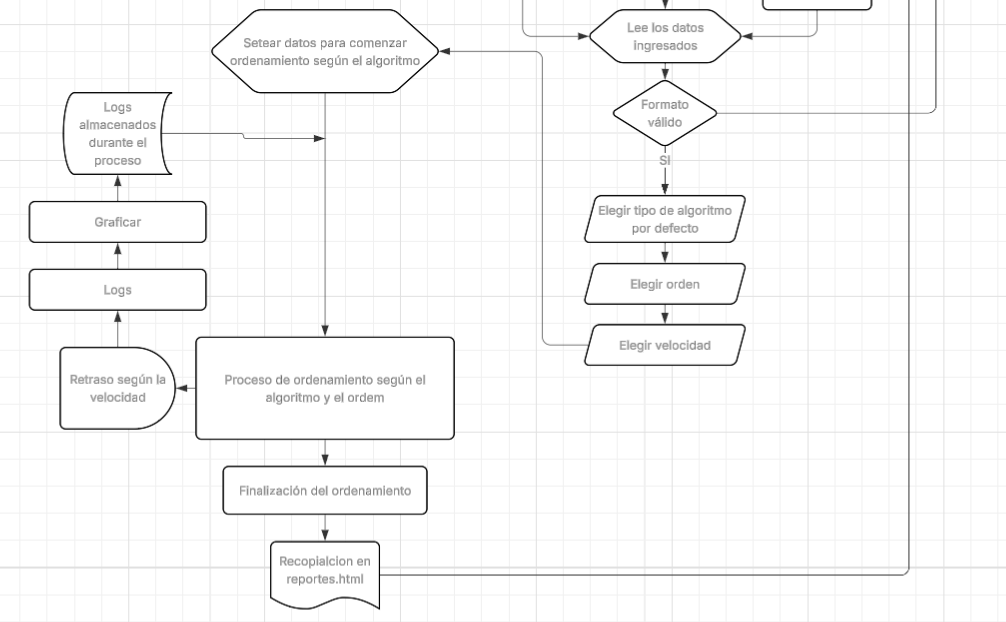 Setear datos para comenzar
ordenamiento según el algoritmo
Lee los datos
ingresados
Formato
válido
SI
Elegir tipo de algoritmo
por defecto
Elegir orden
Elegir velocidad
Logs
almacenados
durante el
proceso
Graficar
Logs
Retraso según la
velocidad
Proceso de ordenamiento según el
algoritmo y el ordem
Finalización del ordenamiento
Recopialcion en
reportes.html